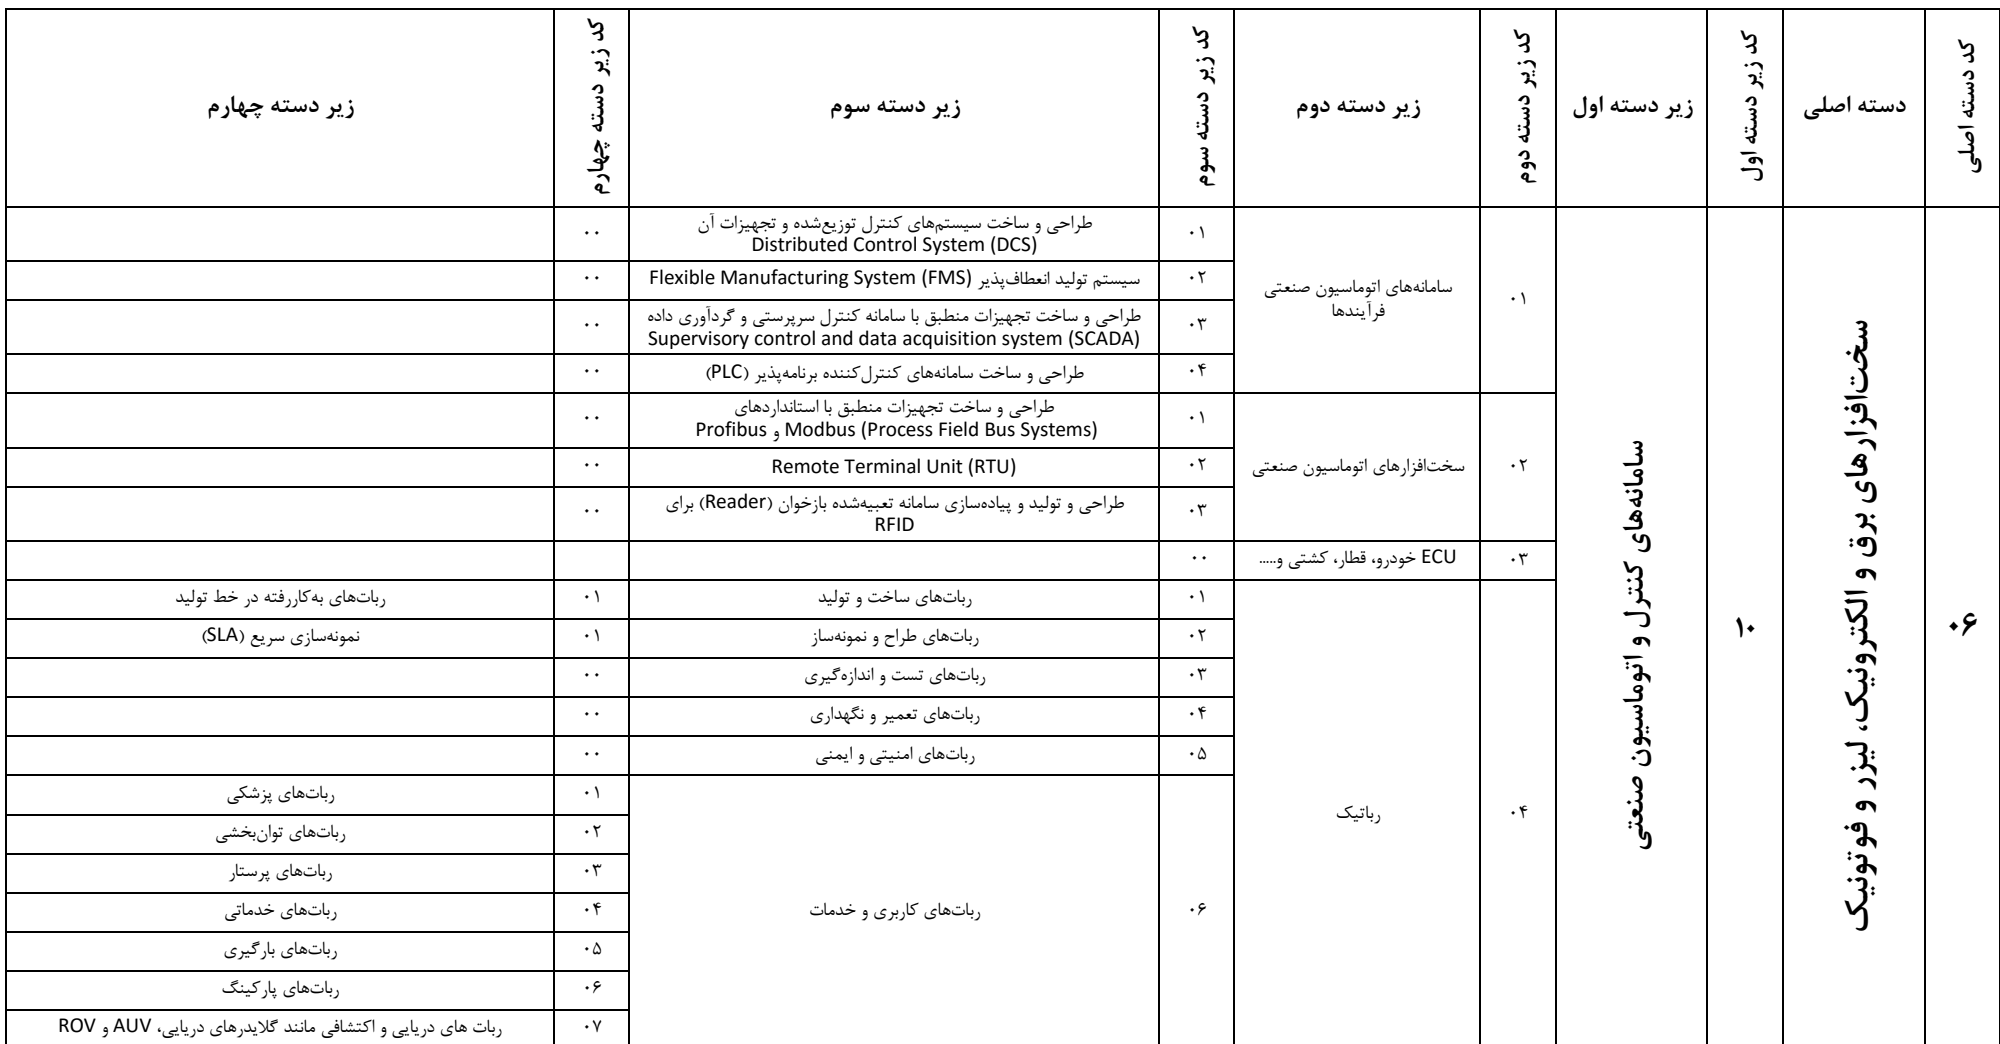 کد دسته اصلی
دسته اصلی
کد زیر دسته اول
زیر دسته اول
کد زیر دسته دوم
زیر دسته دوم
کد زیر دسته سوم
زیر دسته سوم
کد زیر دسته چهارم
زیر دسته چهارم
۰۶
سخت‌افزارهای برق و الکترونیک، لیزر و فوتونیک
۰۱
سامانه‌های کنترل و اتوماسیون صنعتی
۰۱
سامانه‌های اتوماسیون صنعتی
فرآیندها
۰۱
طراحی و ساخت سیستم‌های کنترل توزیع‌شده و تجهیزات آن
Distributed Control System (DCS)
۰۰
۰۲
سیستم تولید انعطاف‌پذیر Flexible Manufacturing System (FMS)
۰۰
۰۳
طراحی و ساخت تجهیزات منطبق با سامانه کنترل سرپرستی و گردآوری داده
Supervisory control and data acquisition system (SCADA)
۰۰
۰۴
طراحی و ساخت سامانه‌های کنترل‌کننده برنامه‌پذیر (PLC)
۰۰
۰۲
سخت‌افزارهای اتوماسیون صنعتی
۰۱
طراحی و ساخت تجهیزات منطبق با استانداردهای
Profibus و Modbus (Process Field Bus Systems)
۰۰
۰۲
Remote Terminal Unit (RTU)
۰۰
۰۳
طراحی و تولید و پیاده‌سازی سامانه تعبیه‌شده بازخوان (Reader) برای
RFID
۰۰
۰۳
ECU خودرو، قطار، کشتی و.....
۰۰
۰۴
رباتیک
۰۱
ربات‌های ساخت و تولید
۰۱
ربات‌های به‌کاررفته در خط تولید
۰۲
ربات‌های طراح و نمونه‌ساز
۰۱
نمونه‌سازی سریع (SLA)
۰۳
ربات‌های تست و اندازه‌گیری
۰۰
۰۴
ربات‌های تعمیر و نگهداری
۰۰
۰۵
ربات‌های امنیتی و ایمنی
۰۰
۰۶
ربات‌های کاربری و خدمات
۰۱
ربات‌های پزشکی
۰۲
ربات‌های توان‌بخشی
۰۳
ربات‌های پرستار
۰۴
ربات‌های خدماتی
۰۵
ربات‌های بارگیری
۰۶
ربات‌های پارکینگ
۰۷
ربات های دریایی و اکتشافی مانند گلایدرهای دریایی، AUV و ROV